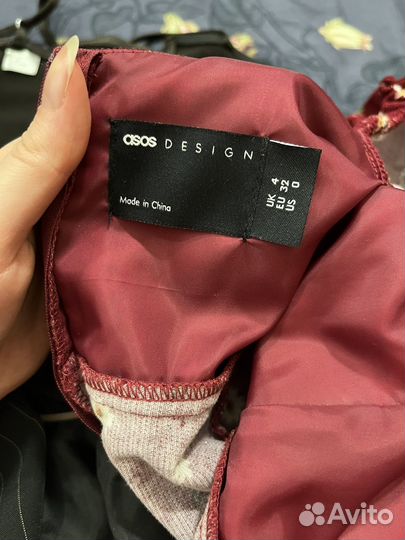 asos DESIGN
Made in China
UK 4
EU 32
US 0
Avito